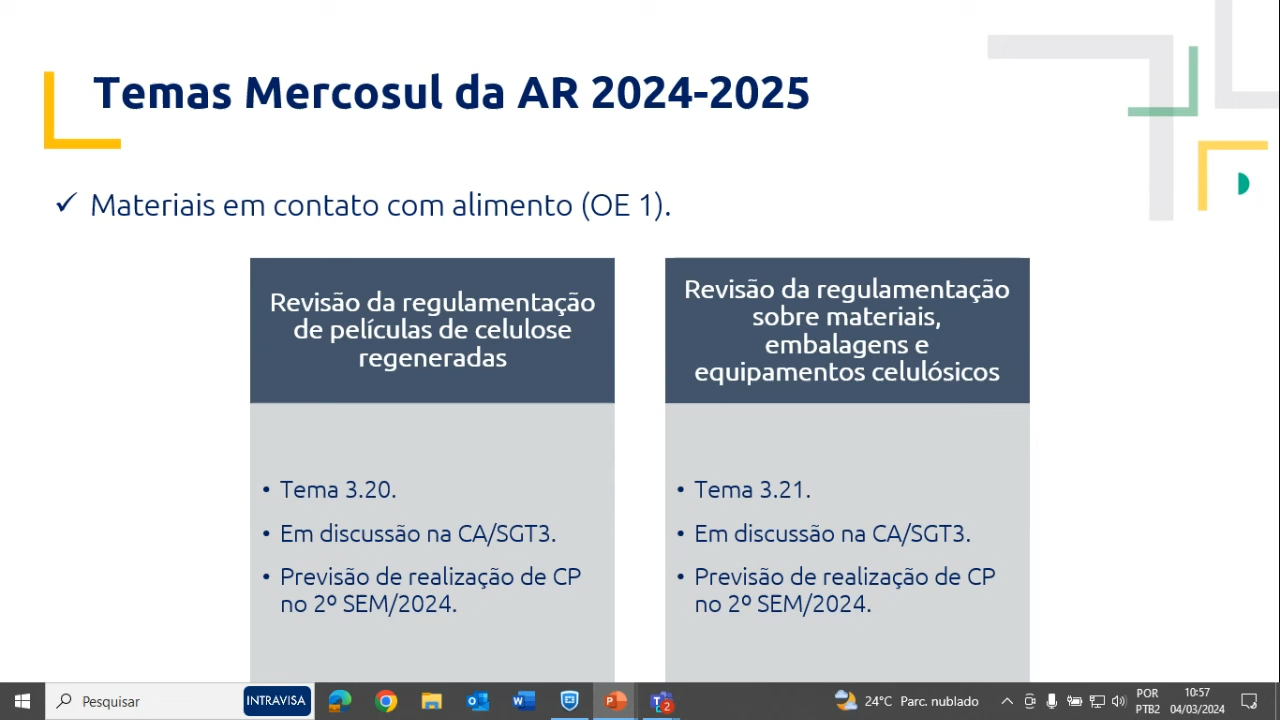 Temas Mercosul da AR 2024-2025
✓ Materiais em contato com alimento (OE 1).
Revisão da regulamentação
de películas de celulose
regeneradas
• Tema 3.20.
• Em discussão na CA/SGT3.
• Previsão de realização de CP
no 2º SEM/2024.
Revisão da regulamentação
sobre materiais,
embalagens e
equipamentos celulósicos
• Tema 3.21.
• Em discussão na CA/SGT3.
• Previsão de realização de CP
no 2º SEM/2024.
Pesquisar
INTRAVISA
24°C Parc. nublado
POR
PTB2
10:57
04/03/2024
2